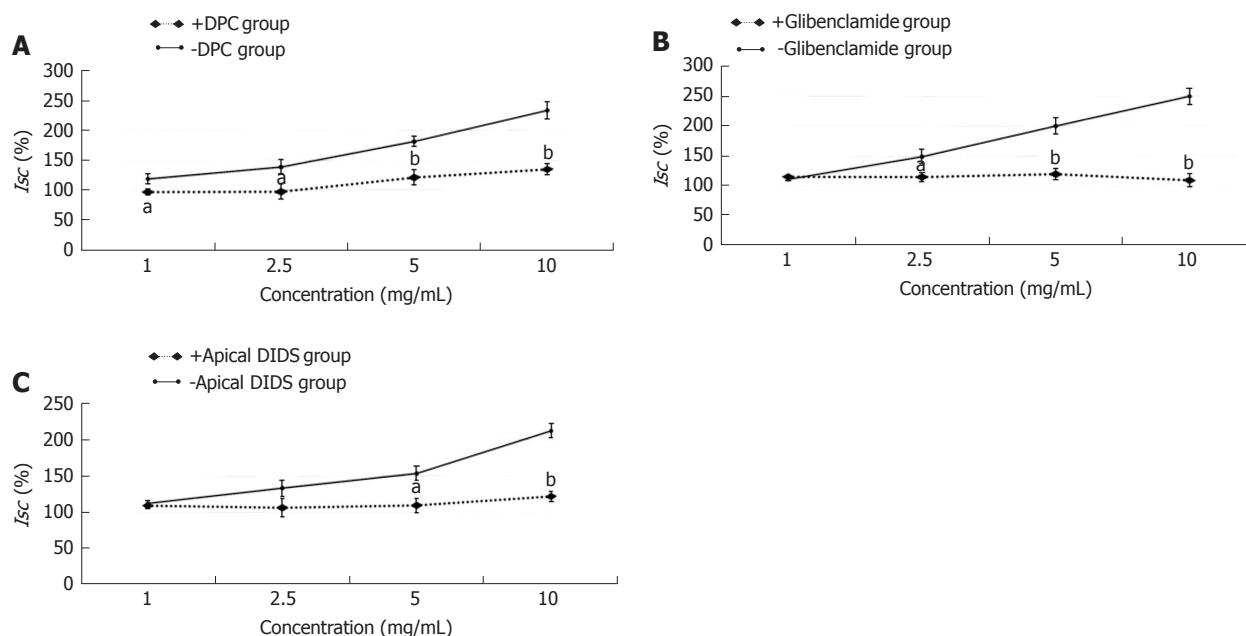 A
+DPC group
-DPC group
300
250
200
150
100
50
0
Isc (%)
a
a
b
b
1 2.5 5 10
Concentration (mg/mL)
B
+Glibenclamide group
-Glibenclamide group
300
250
200
150
100
50
0
Isc (%)
a
b
b
1 2.5 5 10
Concentration (mg/mL)
C
+Apical DIDS group
-Apical DIDS group
250
200
150
100
50
0
Isc (%)
a
b
1 2.5 5 10
Concentration (mg/mL)